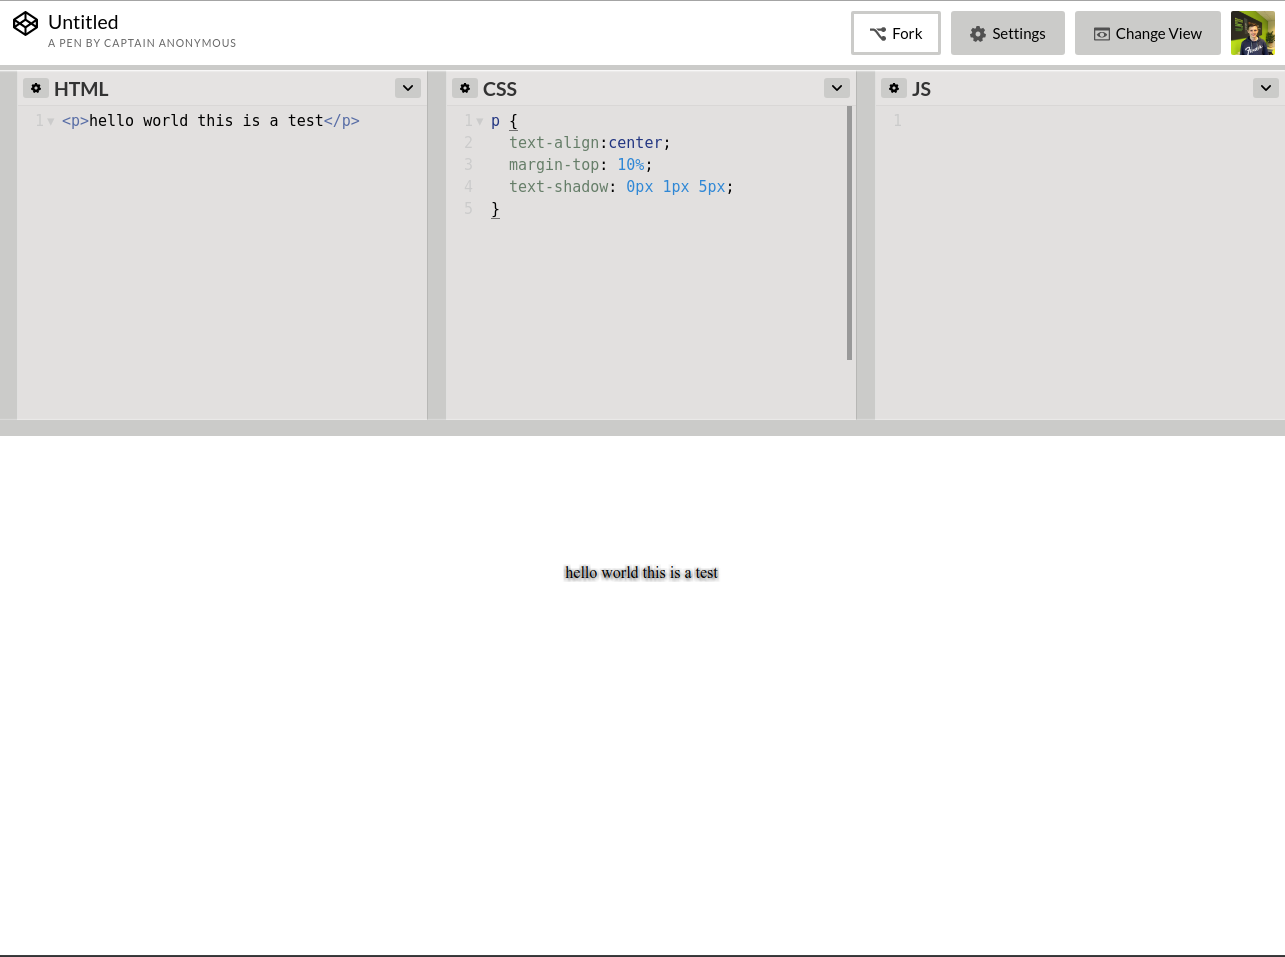 Untitled
A PEN BY CAPTAIN ANONYMOUS
Fork
Settings
Change View
HTML
1 <p>hello world this is a test</p>
CSS
1 p {
2 text-align:center;
3 margin-top: 10%;
4 text-shadow: 0px 1px 5px;
5 }
JS
1
hello world this is a test